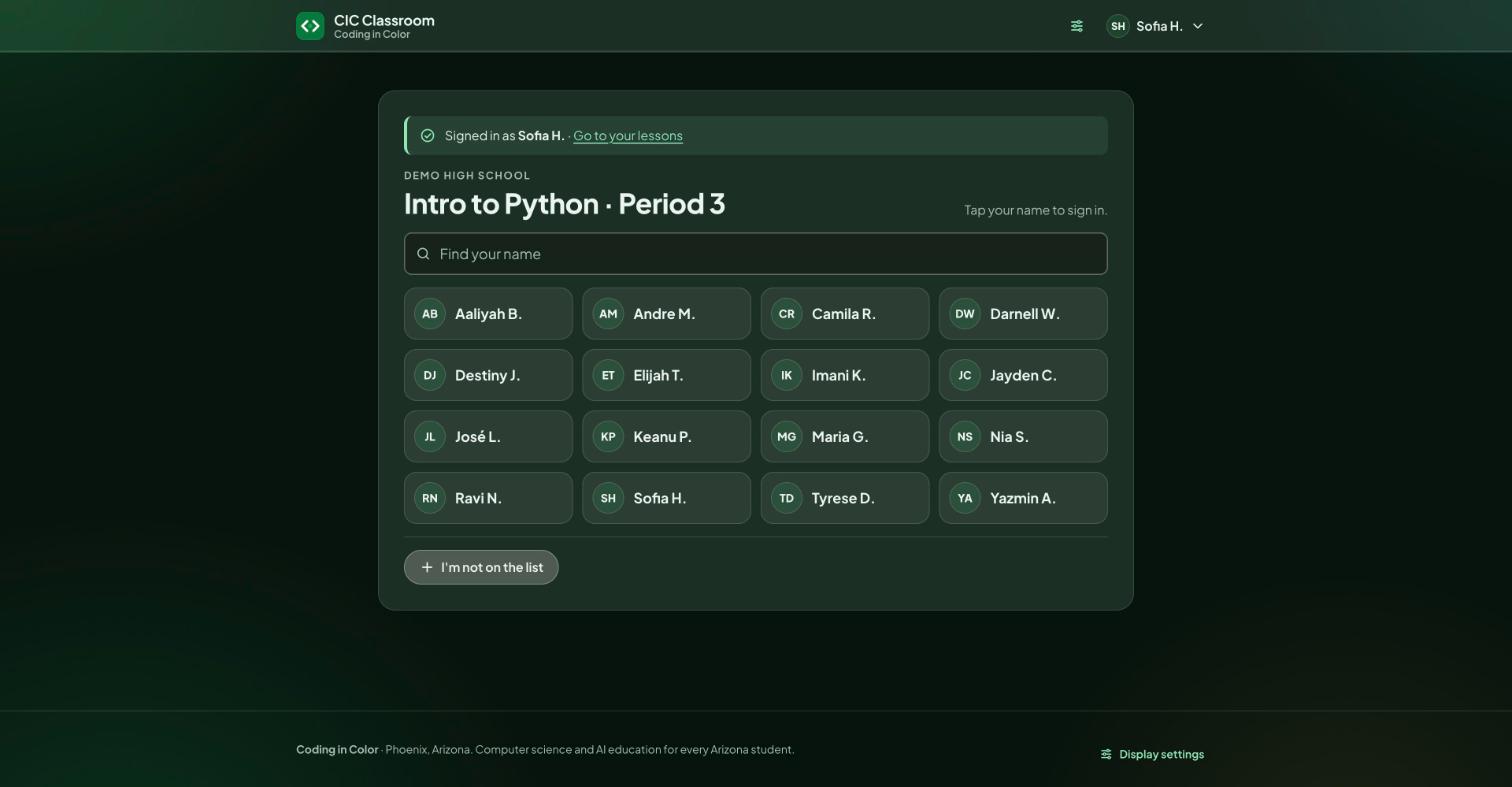 CIC Classroom
Coding in Color
SH Sofia H.
Signed in as Sofia H. · Go to your lessons
DEMO HIGH SCHOOL
Intro to Python · Period 3
Tap your name to sign in.
Find your name
AB Aaliyah B.
AM Andre M.
CR Camila R.
DW Darnell W.
DJ Destiny J.
ET Elijah T.
IK Imani K.
JC Jayden C.
JL José L.
KP Keanu P.
MG Maria G.
NS Nia S.
RN Ravi N.
SH Sofia H.
TD Tyrese D.
YA Yazmin A.
+ I'm not on the list
Coding in Color · Phoenix, Arizona. Computer science and AI education for every Arizona student.
Display settings